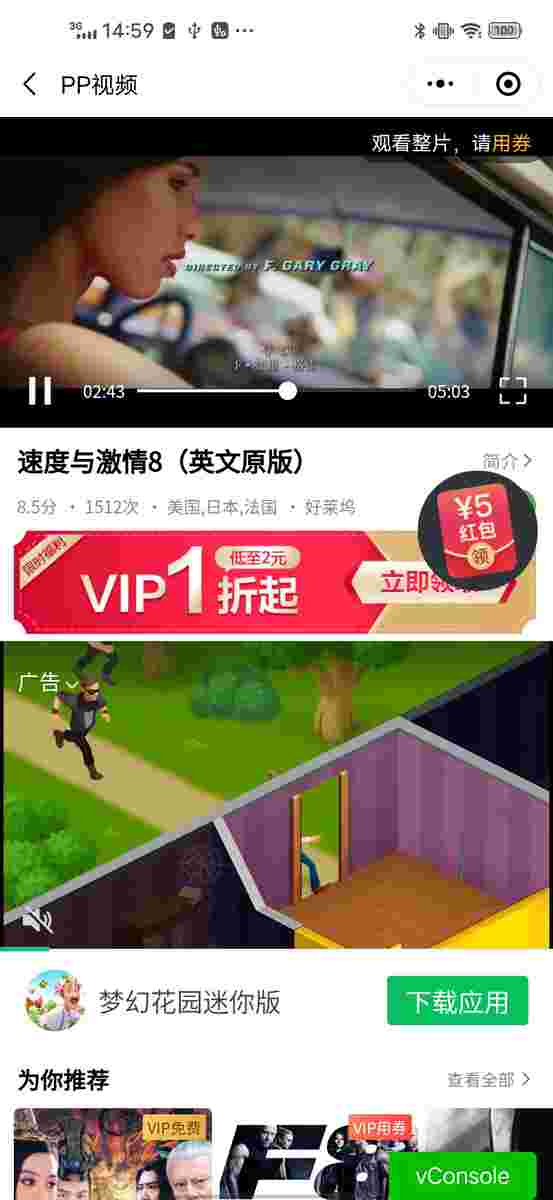 3G 14:59 100
PP视频
观看整片，请用券
DIRECTED BY F. GARY GRAY
02:43 05:03
速度与激情8（英文原版）
简介
8.5分 · 1512次 · 美国,日本,法国 · 好莱坞
¥5
红包
领
限时福利
低至2元
VIP1折起
立即领
广告
梦幻花园迷你版
下载应用
为你推荐
查看全部
VIP免费
VIP用券
F8
vConsole